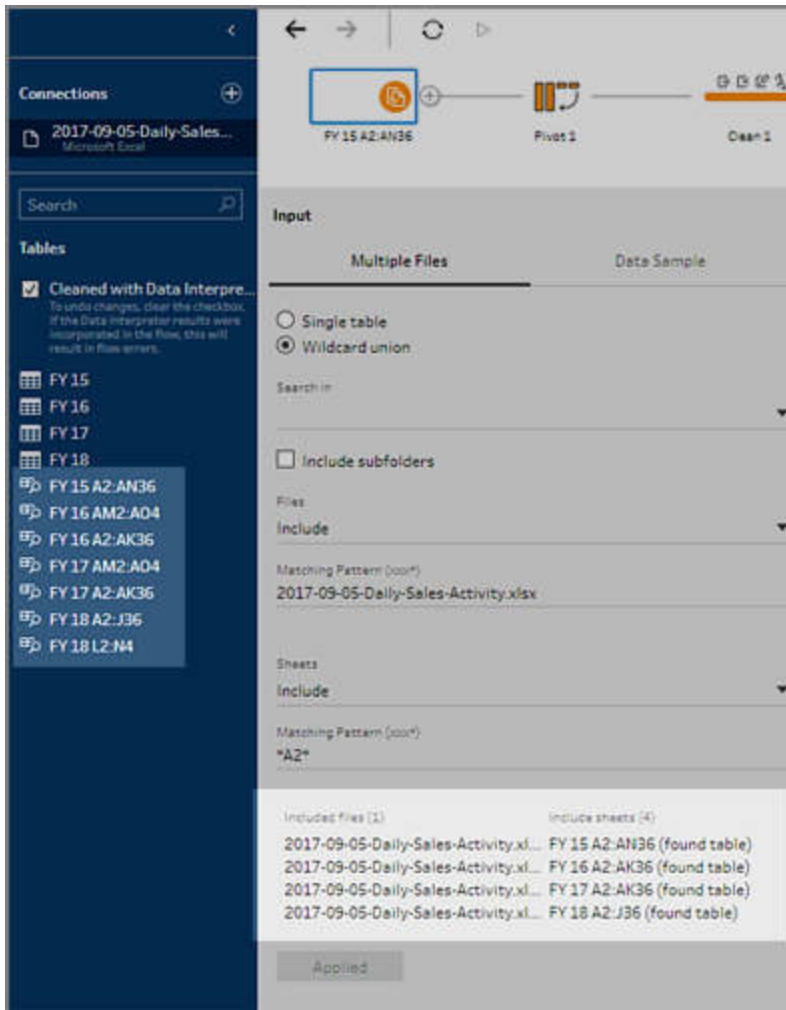 Connections
2017-09-05-Daily-Sales...
Microsoft Excel
Search
Tables
Cleaned with Data Interpre...
To undo changes, clear the checkbox.
If the Data Interpreter results were
incorporated in the flow, this will
result in flow errors.
FY 15
FY 16
FY 17
FY 18
FY 15 A2:AN36
FY 16 AM2:AO4
FY 16 A2:AK36
FY 17 AM2:AO4
FY 17 A2:AK36
FY 18 A2:J36
FY 18 L2:N4
FY 15 A2:AN36
Pivot 1
Clean 1
Input
Multiple Files
Data Sample
Single table
Wildcard union
Search in
Include subfolders
Files
Include
Matching Pattern (xxx*)
2017-09-05-Daily-Sales-Activity.xlsx
Sheets
Include
Matching Pattern (xxx*)
*A2*
Included files (1) Include sheets (4)
2017-09-05-Daily-Sales-Activity.xl... FY 15 A2:AN36 (found table)
2017-09-05-Daily-Sales-Activity.xl... FY 16 A2:AK36 (found table)
2017-09-05-Daily-Sales-Activity.xl... FY 17 A2:AK36 (found table)
2017-09-05-Daily-Sales-Activity.xl... FY 18 A2:J36 (found table)
Applied